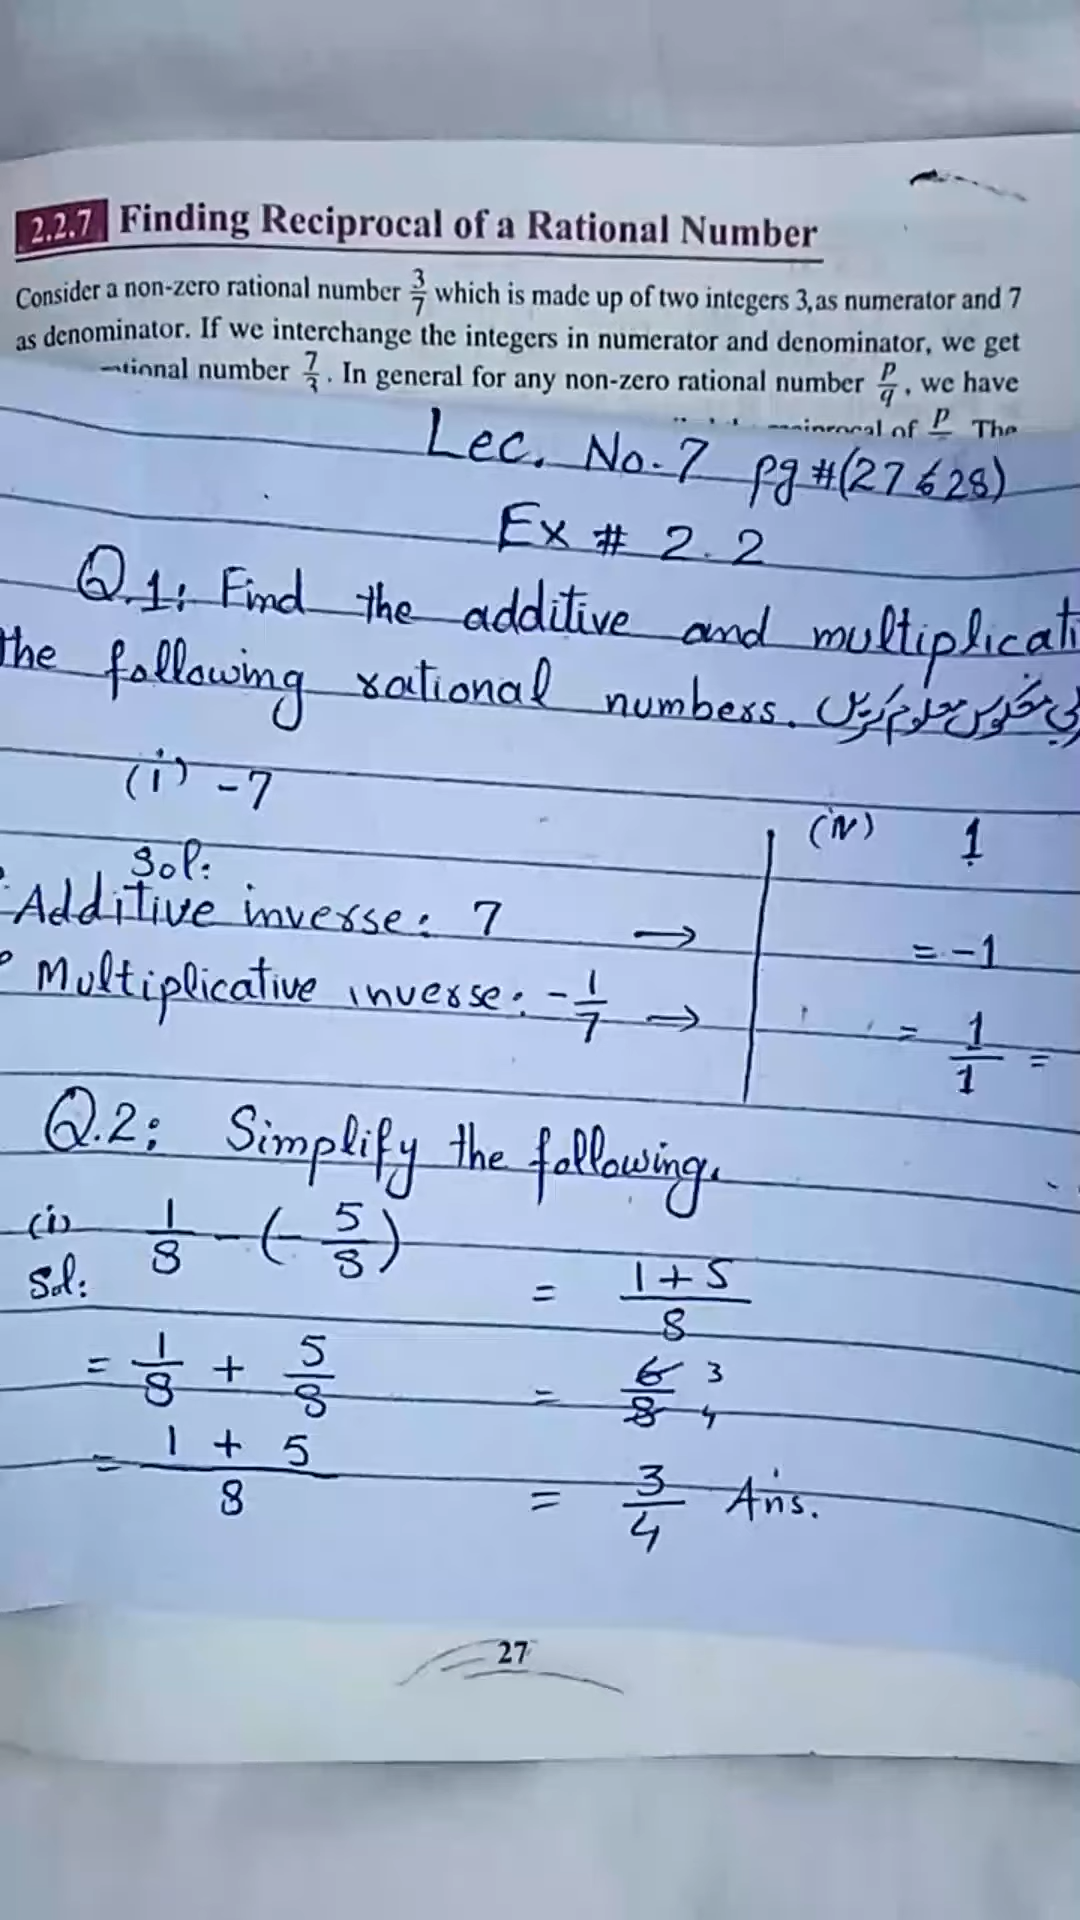 2.2.7 Finding Reciprocal of a Rational Number
Consider a non-zero rational number 3/7 which is made up of two integers 3,as numerator and 7
as denominator. If we interchange the integers in numerator and denominator, we get
number 7/3. In general for any non-zero rational number p/q, we have
of p The
Lec. No. 7 pg #(27 & 28)
Ex # 2.2
Q.1: Find the additive and multiplicati
the following rational numbers.
(i) -7
Sol:
Additive inverse: 7 →
Multiplicative inverse: -1/7 →
(iv) 1
= -1
= 1/1 =
Q.2: Simplify the following.
(i) 1/8 - (-5/8)
Sol:
= 1/8 + 5/8
= 1 + 5/8
= 1+5/8
= 6/8 3/4
= 3/4 Ans.
27